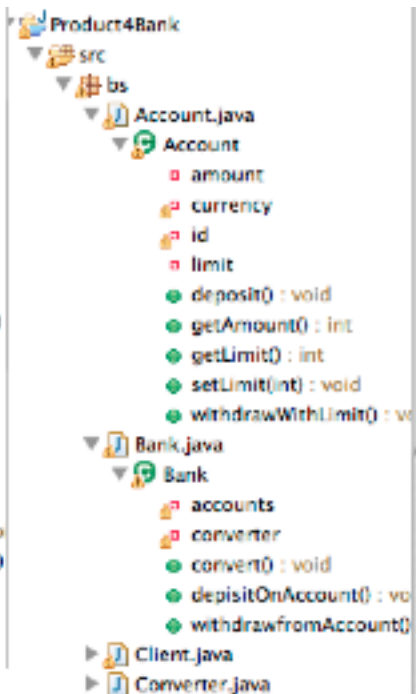 Product4Bank
src
bs
Account.java
Account
amount
currency
id
limit
deposit() : void
getAmount() : int
getLimit() : int
setLimit(int) : void
withdrawWithLimit() : v
Bank.java
Bank
accounts
converter
convert() : void
depisitOnAccount() : vo
withdrawfromAccount()
Client.java
Converter.java